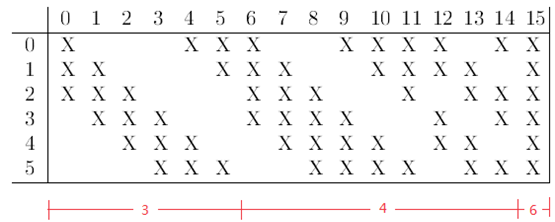 0 1 2 3 4 5 6 7 8 9 10 11 12 13 14 15
0 X X X X X X X X X X
1 X X X X X X X X X X
2 X X X X X X X X X X
3 X X X X X X X X X X
4 X X X X X X X X X X
5 X X X X X X X X X X
3 4 6